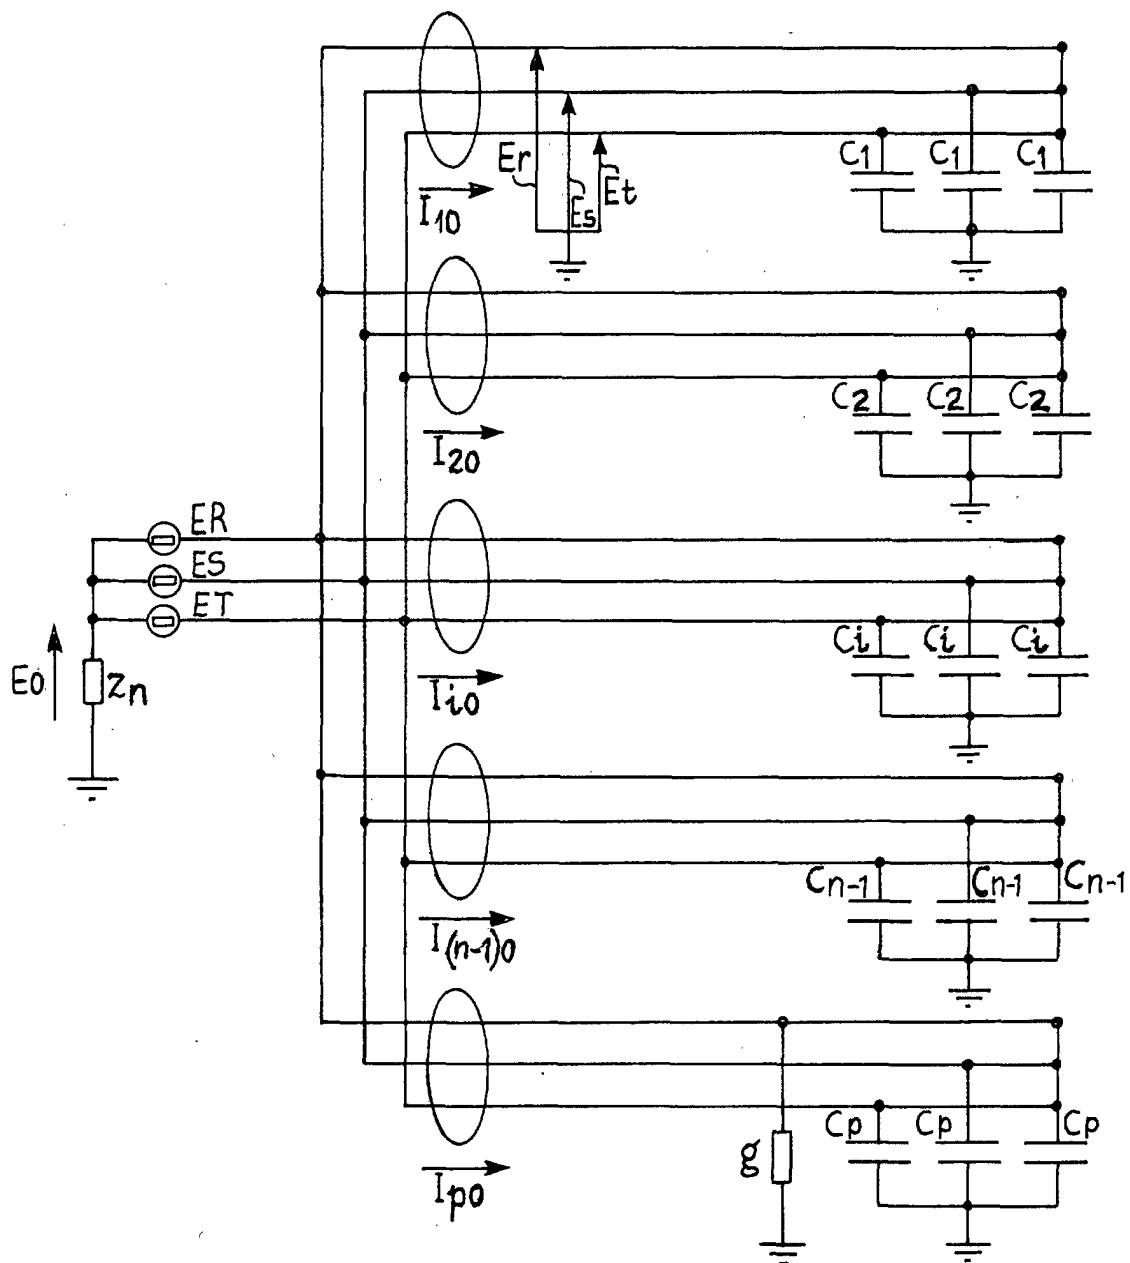 C1 C1 C1
Er
Et
Es
I10
C2 C2 C2
I20
ER
ES
ET
E0
Zn
Ci Ci Ci
Ii0
Cn-1 Cn-1 Cn-1
I(n-1)0
Cp Cp Cp
g
Ip0